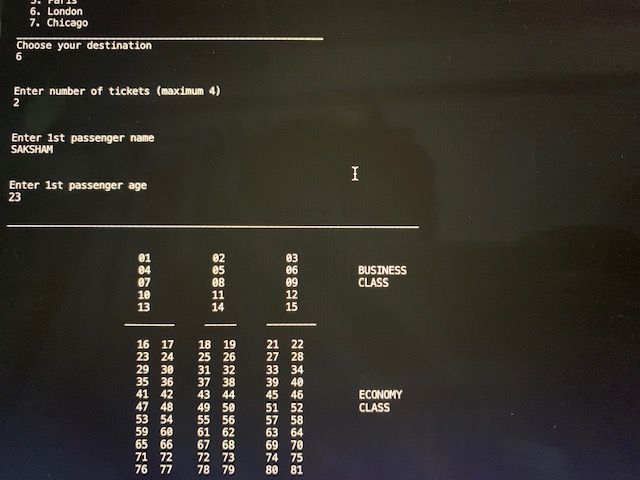 5. Paris
6. London
7. Chicago
Choose your destination
6
Enter number of tickets (maximum 4)
2
Enter 1st passenger name
SAKSHAM
Enter 1st passenger age
23
01 02 03
04 05 06 BUSINESS
07 08 09 CLASS
10 11 12
13 14 15
16 17 18 19 21 22
23 24 25 26 27 28
29 30 31 32 33 34
35 36 37 38 39 40
41 42 43 44 45 46 ECONOMY
47 48 49 50 51 52 CLASS
53 54 55 56 57 58
59 60 61 62 63 64
65 66 67 68 69 70
71 72 72 73 74 75
76 77 78 79 80 81